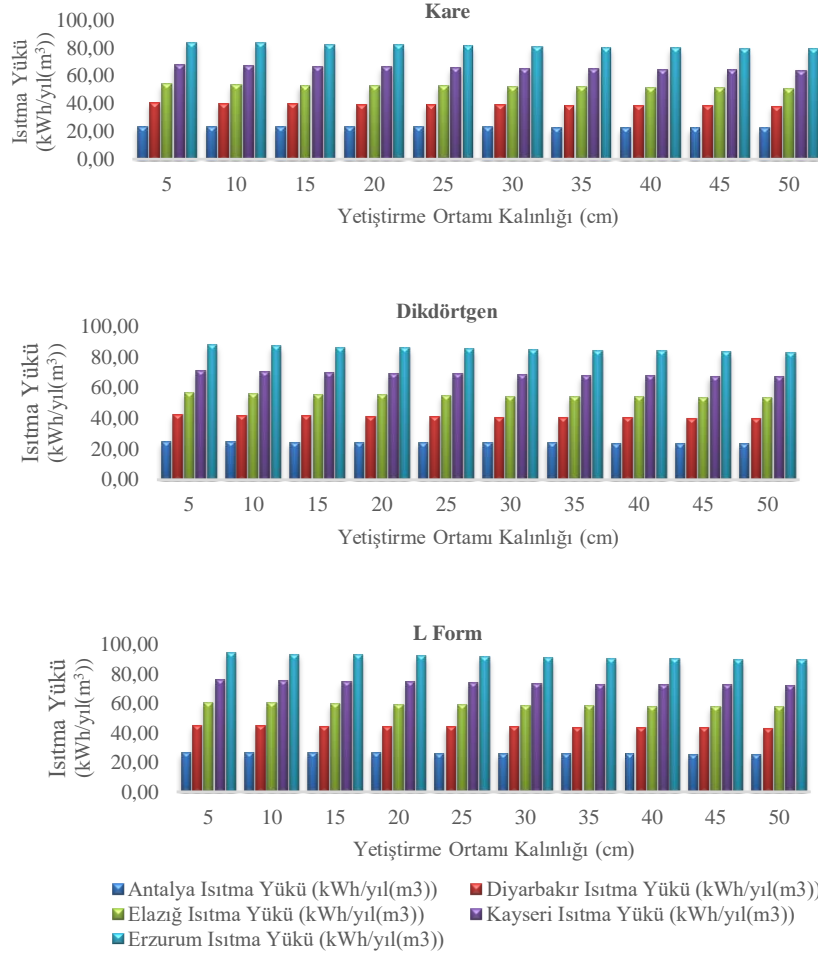 Kare
Isıtma Yükü
(kWh/yıl(m³))
100,00
80,00
60,00
40,00
20,00
0,00
5 10 15 20 25 30 35 40 45 50
Yetiştirme Ortamı Kalınlığı (cm)
Dikdörtgen
Isıtma Yükü
(kWh/yıl(m³))
100,00
80,00
60,00
40,00
20,00
0,00
5 10 15 20 25 30 35 40 45 50
Yetiştirme Ortamı Kalınlığı (cm)
L Form
Isıtma Yükü
(kWh/yıl(m³))
100,00
80,00
60,00
40,00
20,00
0,00
5 10 15 20 25 30 35 40 45 50
Yetiştirme Ortamı Kalınlığı (cm)
Antalya Isıtma Yükü (kWh/yıl(m3)) Diyarbakır Isıtma Yükü (kWh/yıl(m3))
Elazığ Isıtma Yükü (kWh/yıl(m3)) Kayseri Isıtma Yükü (kWh/yıl(m3))
Erzurum Isıtma Yükü (kWh/yıl(m3))